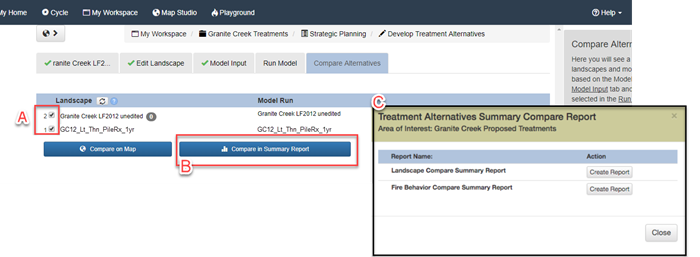 My Home Cycle My Workspace Map Studio Playground Help
My Workspace / Granite Creek Treatments / Strategic Planning / Develop Treatment Alternatives
ranite Creek LF2... Edit Landscape Model Input Run Model Compare Alternatives
Compare Altern
Here you will see a
landscapes and mo
based on the Model
Input tab and
selected in the Run
A
Landscape ? Model Run
2 Granite Creek LF2012 unedited 0 Granite Creek LF2012 unedited
1 GC12_Lt_Thn_PileRx_1yr GC12_Lt_Thn_PileRx_1yr
Compare on Map Compare in Summary Report
B
C
Treatment Alternatives Summary Compare Report ×
Area of Interest: Granite Creek Proposed Treatments
Report Name: Action
Landscape Compare Summary Report Create Report
Fire Behavior Compare Summary Report Create Report
Close